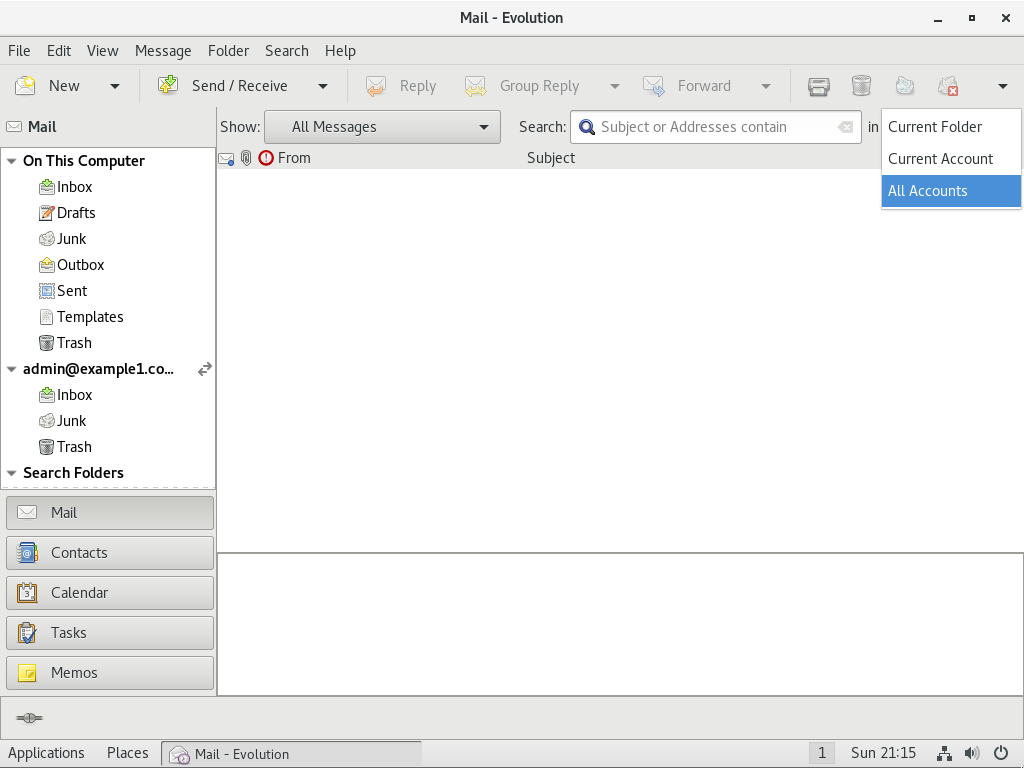 Mail - Evolution
File Edit View Message Folder Search Help
New Send / Receive Reply Group Reply Forward
Mail Show: All Messages Search: Subject or Addresses contain in
Current Folder
Current Account
All Accounts
From Subject
On This Computer
Inbox
Drafts
Junk
Outbox
Sent
Templates
Trash
admin@example1.co...
Inbox
Junk
Trash
Search Folders
Mail
Contacts
Calendar
Tasks
Memos
Applications Places Mail - Evolution 1 Sun 21:15